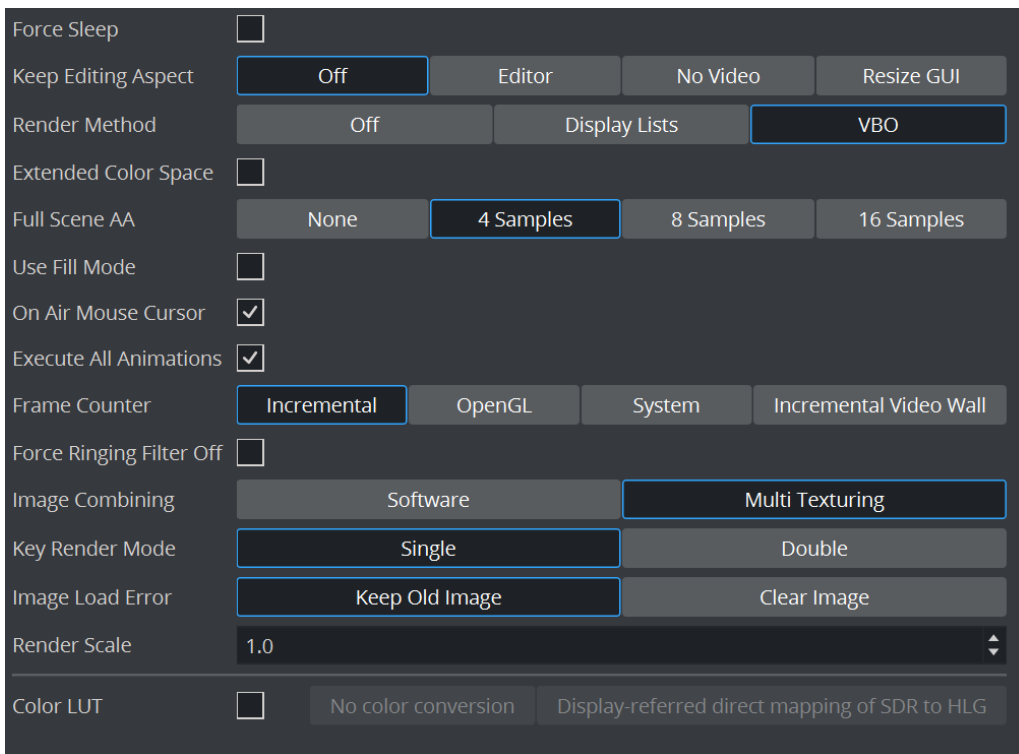 Force Sleep
Keep Editing Aspect Off Editor No Video Resize GUI
Render Method Off Display Lists VBO
Extended Color Space
Full Scene AA None 4 Samples 8 Samples 16 Samples
Use Fill Mode
On Air Mouse Cursor
Execute All Animations
Frame Counter Incremental OpenGL System Incremental Video Wall
Force Ringing Filter Off
Image Combining Software Multi Texturing
Key Render Mode Single Double
Image Load Error Keep Old Image Clear Image
Render Scale 1.0
Color LUT No color conversion Display-referred direct mapping of SDR to HLG